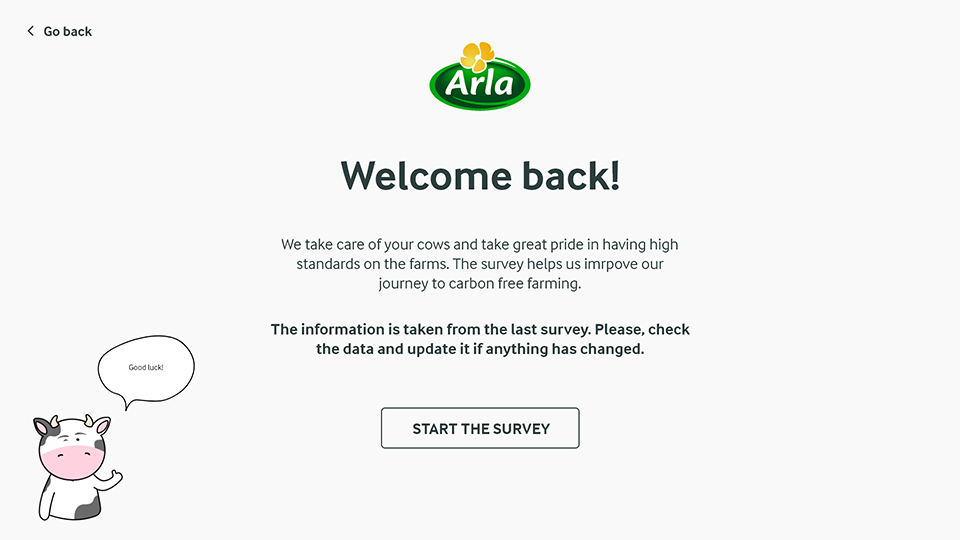 Go back
Arla
Welcome back!
We take care of your cows and take great pride in having high
standards on the farms. The survey helps us imrpove our
journey to carbon free farming.
The information is taken from the last survey. Please, check
the data and update it if anything has changed.
Good luck!
START THE SURVEY